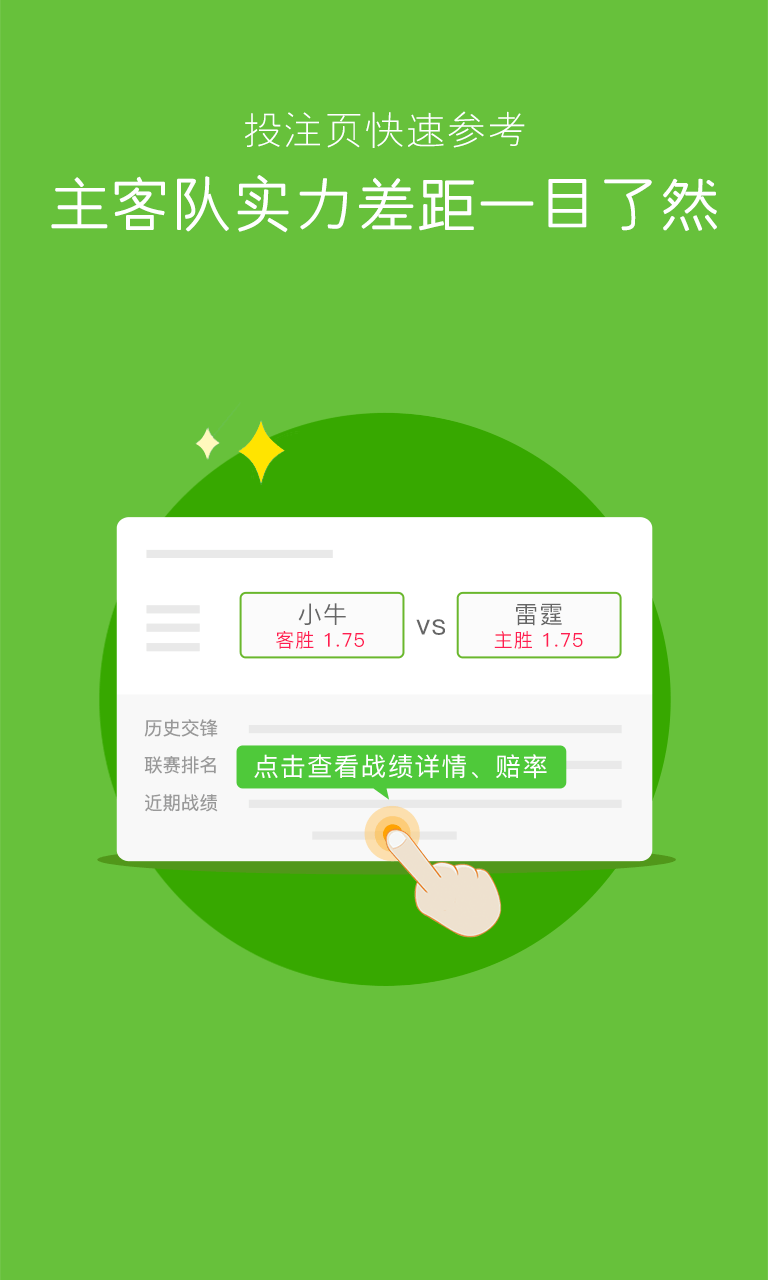 投注页快速参考
主客队实力差距一目了然
小牛 vs 雷霆
客胜 1.75 主胜 1.75
历史交锋
联赛排名
点击查看战绩详情、赔率
近期战绩